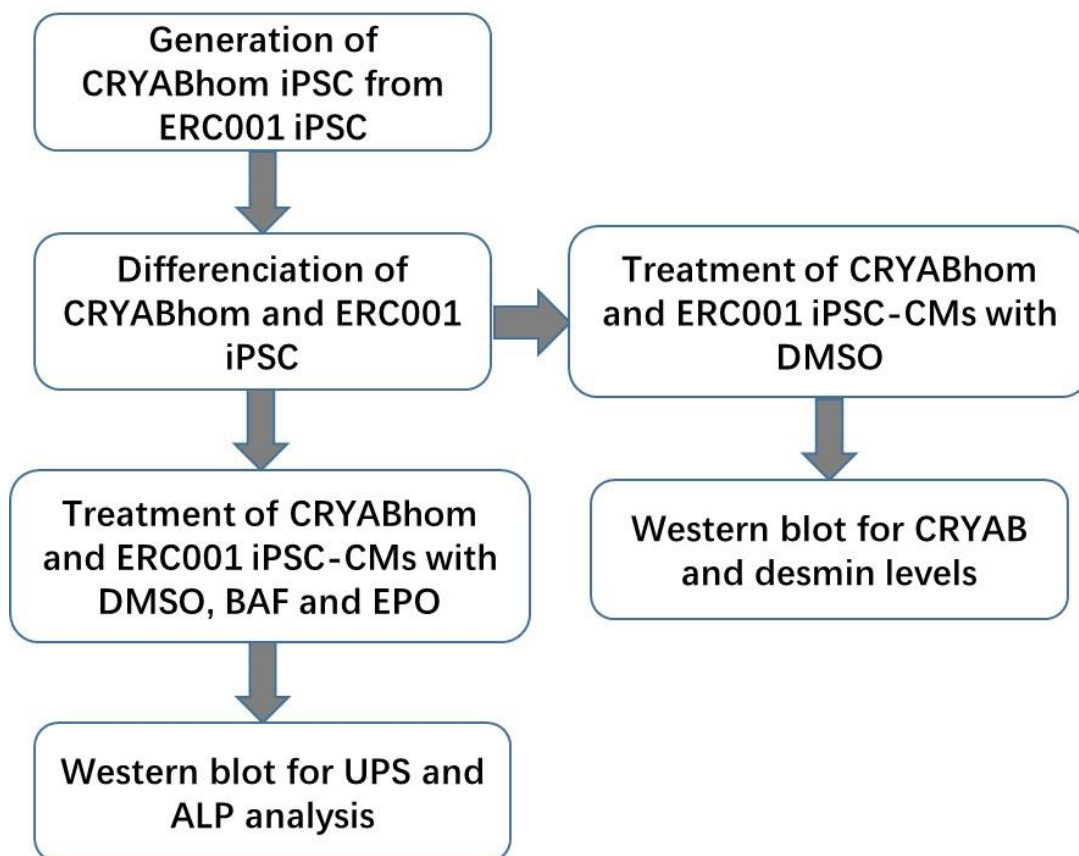 Generation of
CRYABhom iPSC from
ERC001 iPSC
Differenciation of
CRYABhom and ERC001
iPSC
Treatment of CRYABhom
and ERC001 iPSC-CMs with
DMSO
Treatment of CRYABhom
and ERC001 iPSC-CMs with
DMSO, BAF and EPO
Western blot for CRYAB
and desmin levels
Western blot for UPS and
ALP analysis